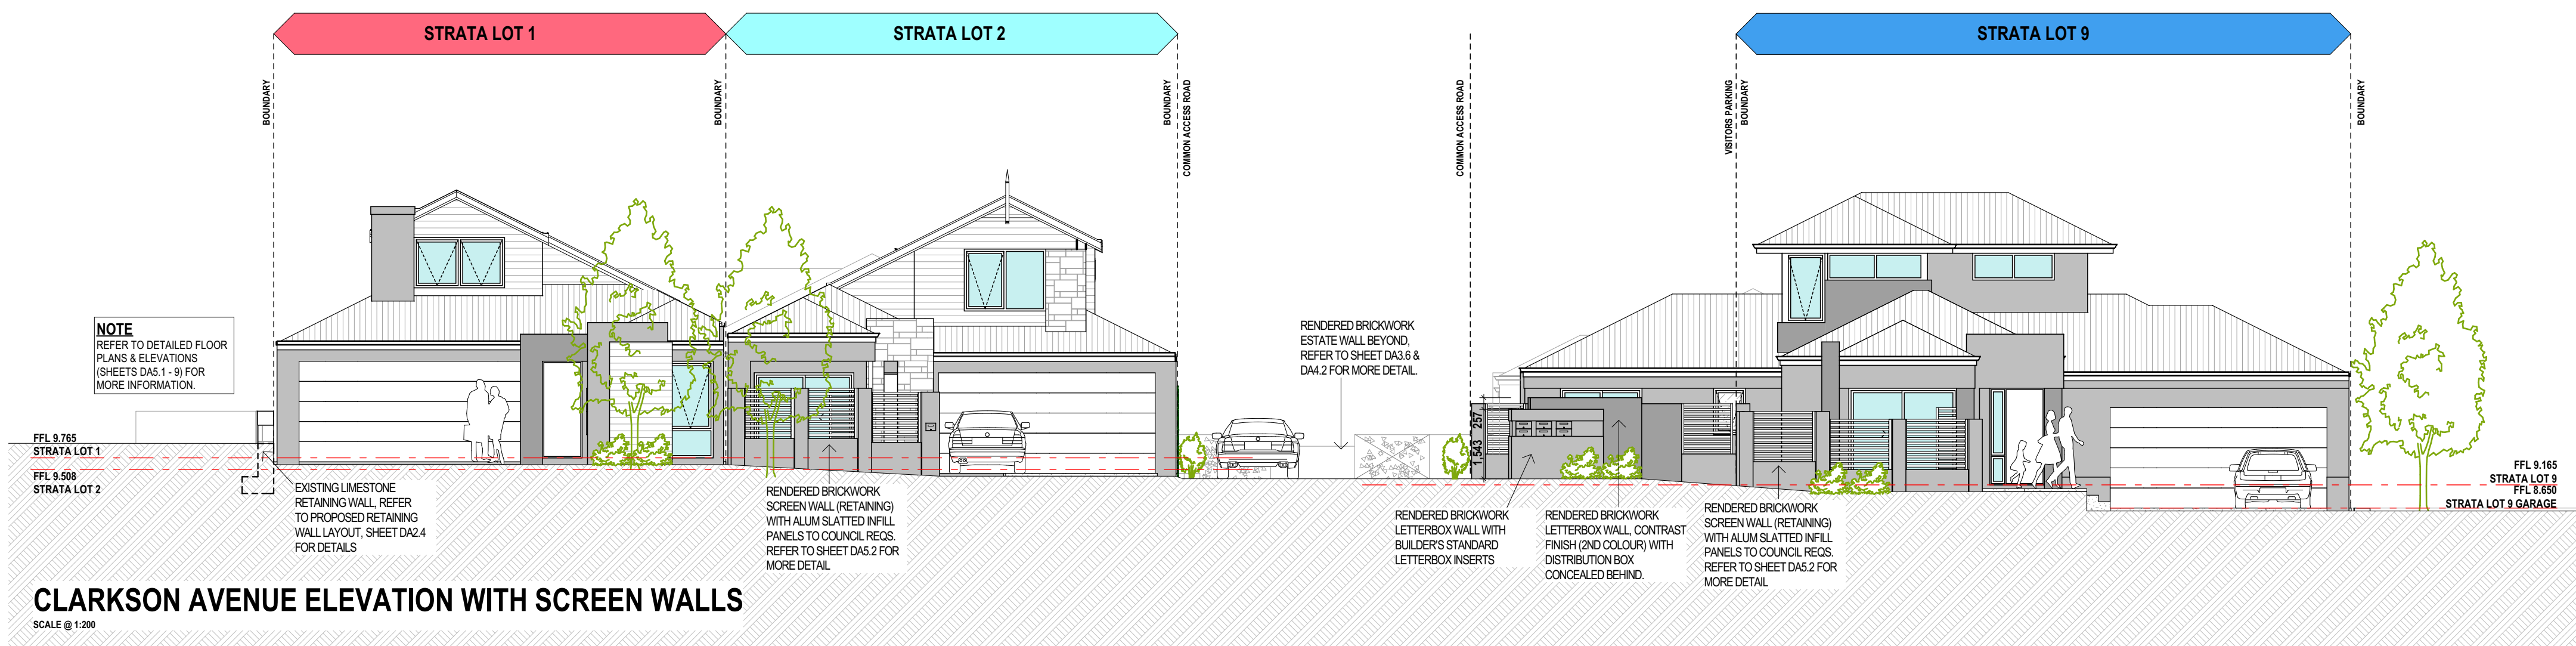 STRATA LOT 1
STRATA LOT 2
STRATA LOT 9
BOUNDARY
BOUNDARY
BOUNDARY
COMMON ACCESS ROAD
COMMON ACCESS ROAD
VISITORS PARKING
BOUNDARY
BOUNDARY
NOTE
REFER TO DETAILED FLOOR
PLANS & ELEVATIONS
(SHEETS DA5.1 - 9) FOR
MORE INFORMATION.
RENDERED BRICKWORK
ESTATE WALL BEYOND,
REFER TO SHEET DA3.6 &
DA4.2 FOR MORE DETAIL.
257
1,543
FFL 9.765
STRATA LOT 1
FFL 9.508
STRATA LOT 2
FFL 9.165
STRATA LOT 9
FFL 8.650
STRATA LOT 9 GARAGE
EXISTING LIMESTONE
RETAINING WALL, REFER
TO PROPOSED RETAINING
WALL LAYOUT, SHEET DA2.4
FOR DETAILS
RENDERED BRICKWORK
SCREEN WALL (RETAINING)
WITH ALUM SLATTED INFILL
PANELS TO COUNCIL REQS.
REFER TO SHEET DA5.2 FOR
MORE DETAIL
RENDERED BRICKWORK
LETTERBOX WALL WITH
BUILDER'S STANDARD
LETTERBOX INSERTS
RENDERED BRICKWORK
LETTERBOX WALL, CONTRAST
FINISH (2ND COLOUR) WITH
DISTRIBUTION BOX
CONCEALED BEHIND.
RENDERED BRICKWORK
SCREEN WALL (RETAINING)
WITH ALUM SLATTED INFILL
PANELS TO COUNCIL REQS.
REFER TO SHEET DA5.2 FOR
MORE DETAIL
CLARKSON AVENUE ELEVATION WITH SCREEN WALLS
SCALE @ 1:200